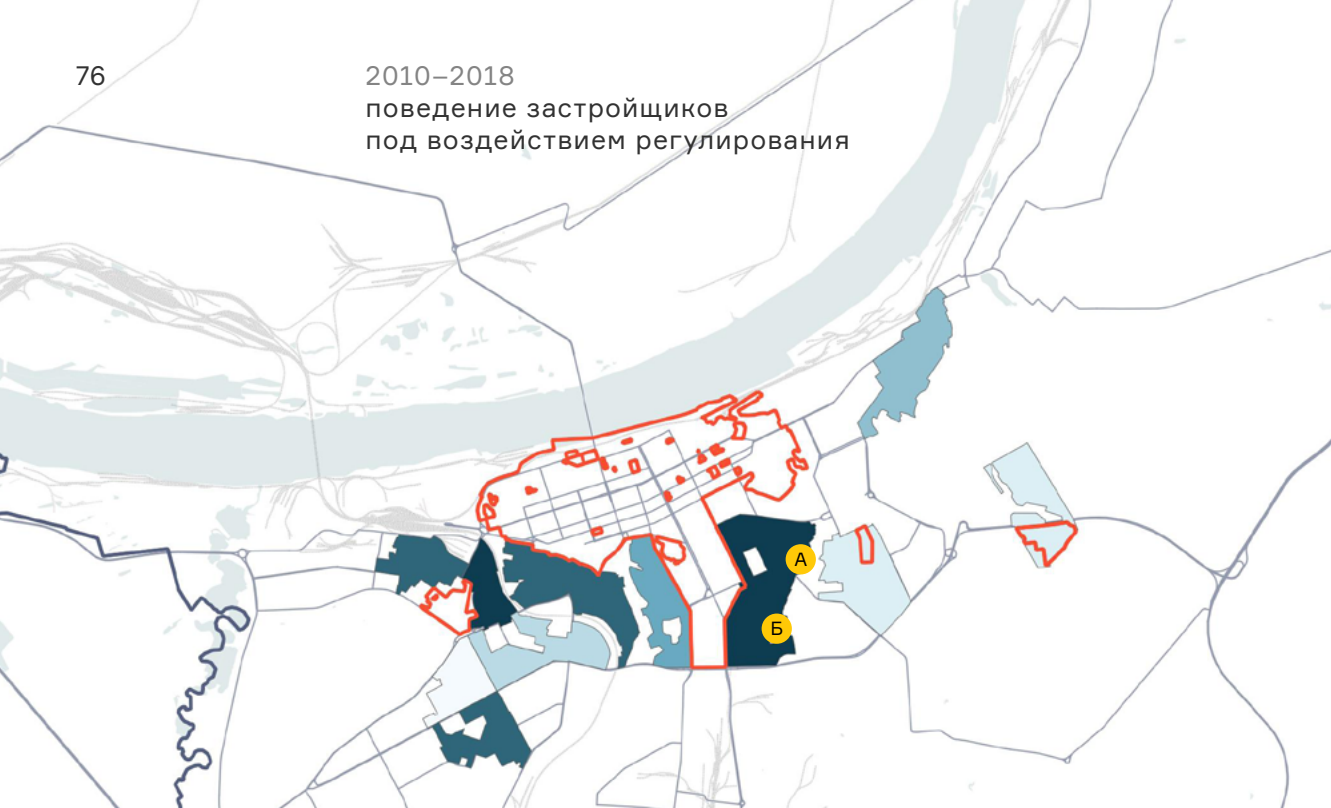 76
2010–2018
поведение застройщиков
под воздействием регулирования
А
Б